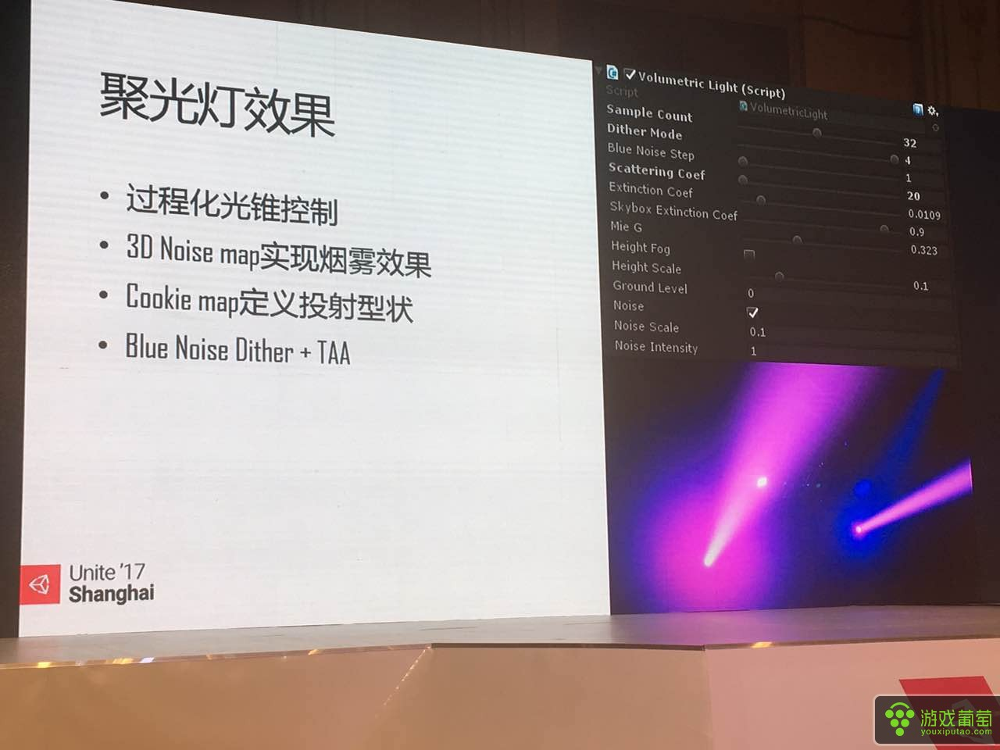 聚光灯效果
• 过程化光锥控制
• 3D Noise map实现烟雾效果
• Cookie map定义投射型状
• Blue Noise Dither + TAA
Unite '17
Shanghai
Volumetric Light (Script)
Script VolumetricLight
Sample Count 32
Dither Mode 4
Blue Noise Step 1
Scattering Coef 20
Extinction Coef 0.0109
Skybox Extinction Coef 0.9
Mie G 0.323
Height Fog
Height Scale 0.1
Ground Level 0
Noise
Noise Scale 0.1
Noise Intensity 1
游戏葡萄
youxiputao.com